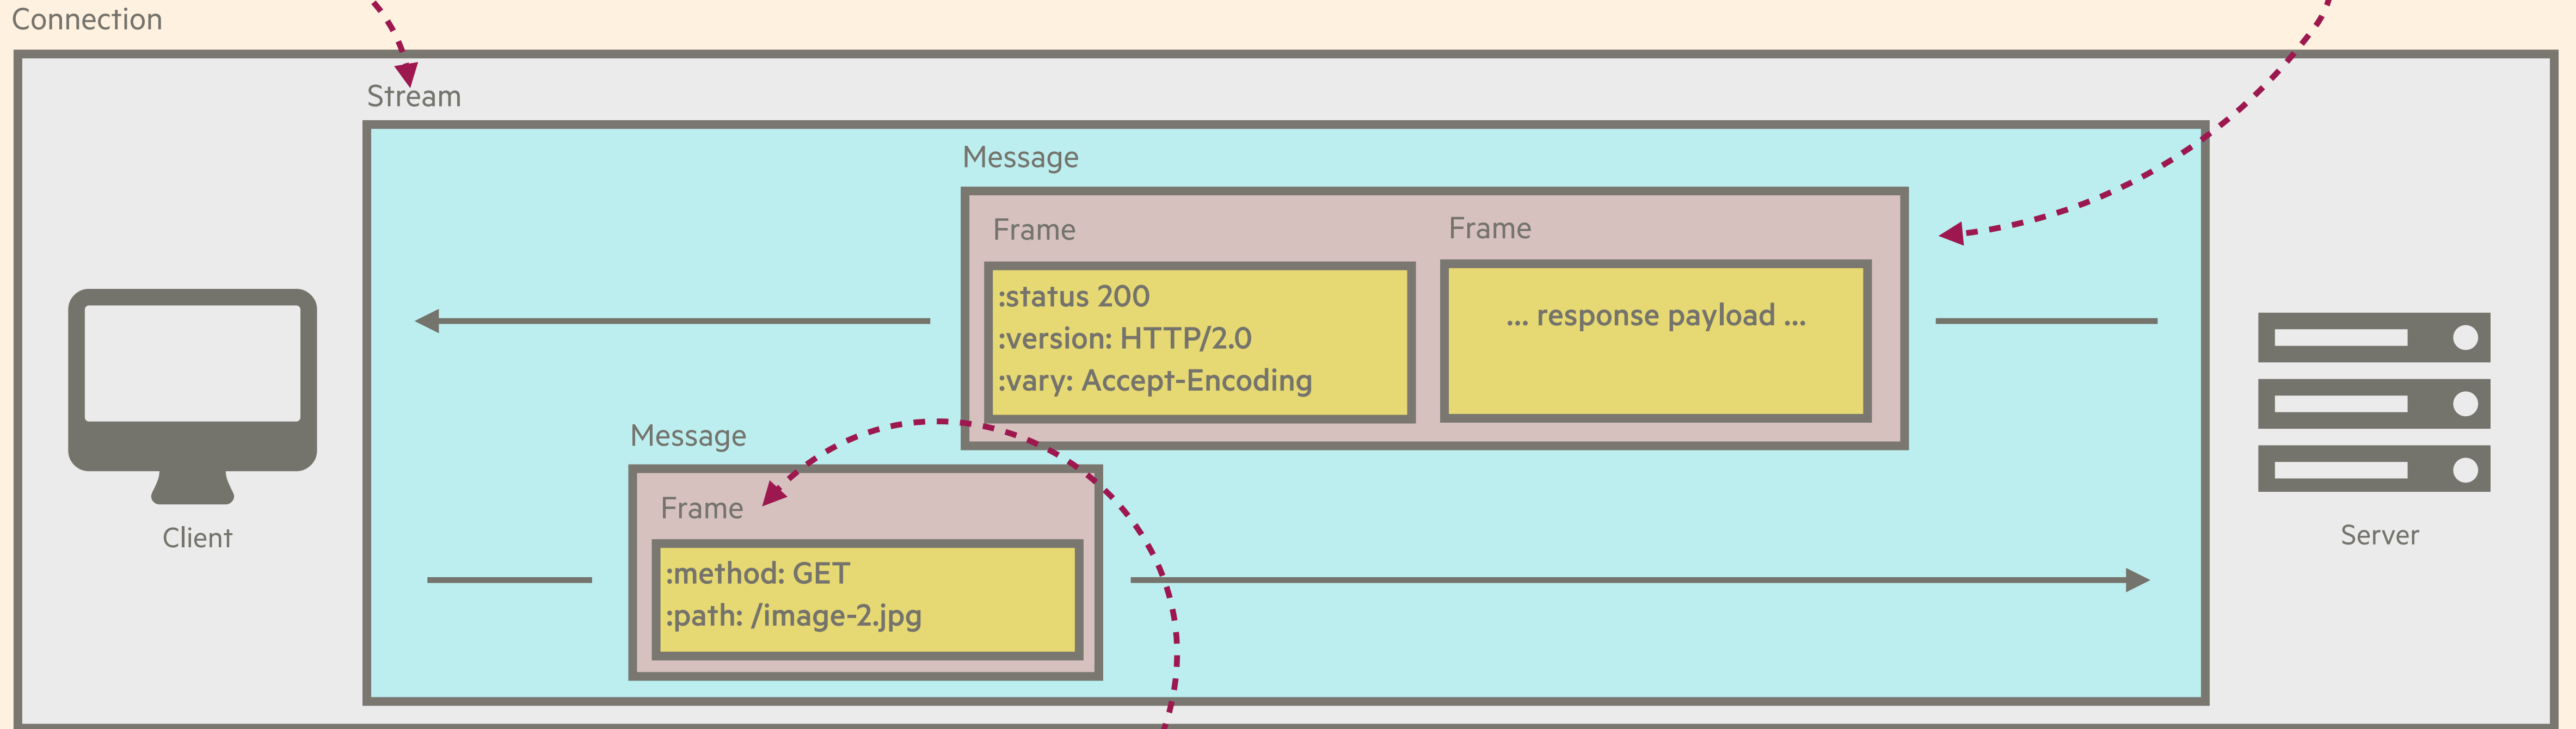 Connection
Stream
Message
Frame
Frame
:status 200
:version: HTTP/2.0
:vary: Accept-Encoding
... response payload ...
Message
Frame
:method: GET
:path: /image-2.jpg
Client
Server